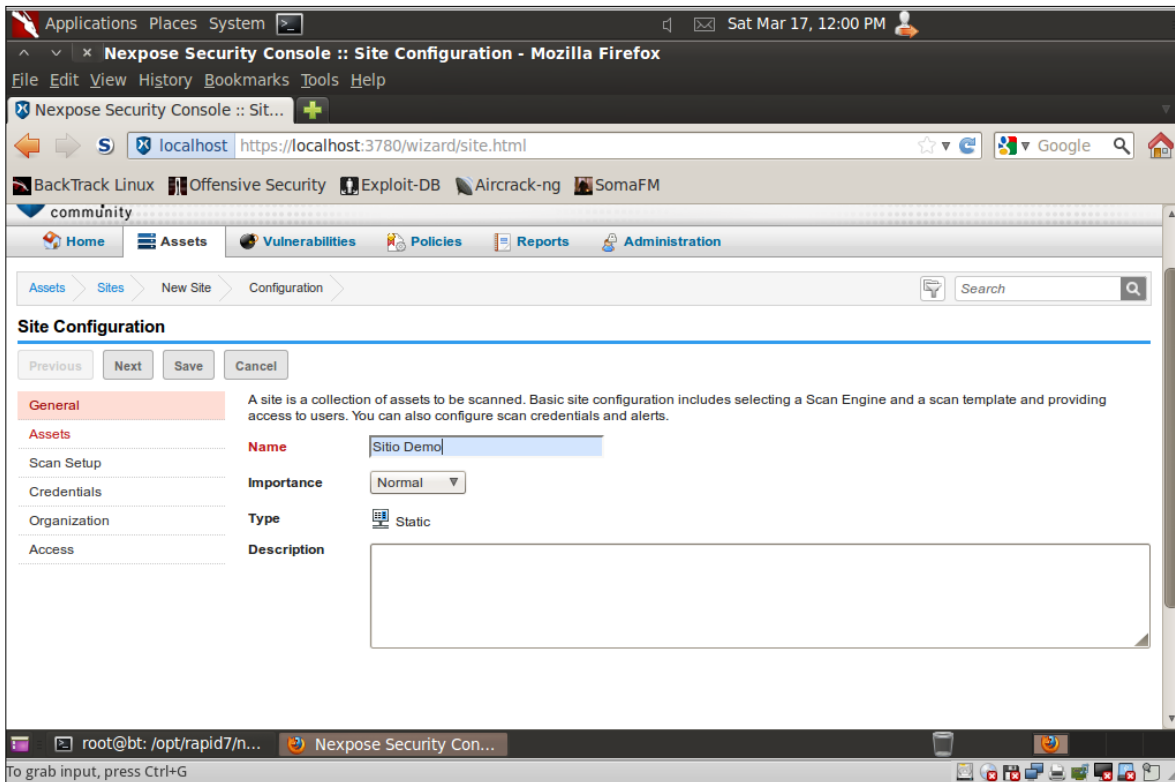 Applications Places System
Sat Mar 17, 12:00 PM
Nexpose Security Console :: Site Configuration - Mozilla Firefox
File Edit View History Bookmarks Tools Help
Nexpose Security Console :: Sit...
localhost https://localhost:3780/wizard/site.html
Google
BackTrack Linux Offensive Security Exploit-DB Aircrack-ng SomaFM
community
Home Assets Vulnerabilities Policies Reports Administration
Assets Sites New Site Configuration
Search
Site Configuration
Previous Next Save Cancel
General
Assets
Scan Setup
Credentials
Organization
Access
A site is a collection of assets to be scanned. Basic site configuration includes selecting a Scan Engine and a scan template and providing
access to users. You can also configure scan credentials and alerts.
Name Sitio Demo
Importance Normal
Type Static
Description
root@bt: /opt/rapid7/n... Nexpose Security Con...
To grab input, press Ctrl+G